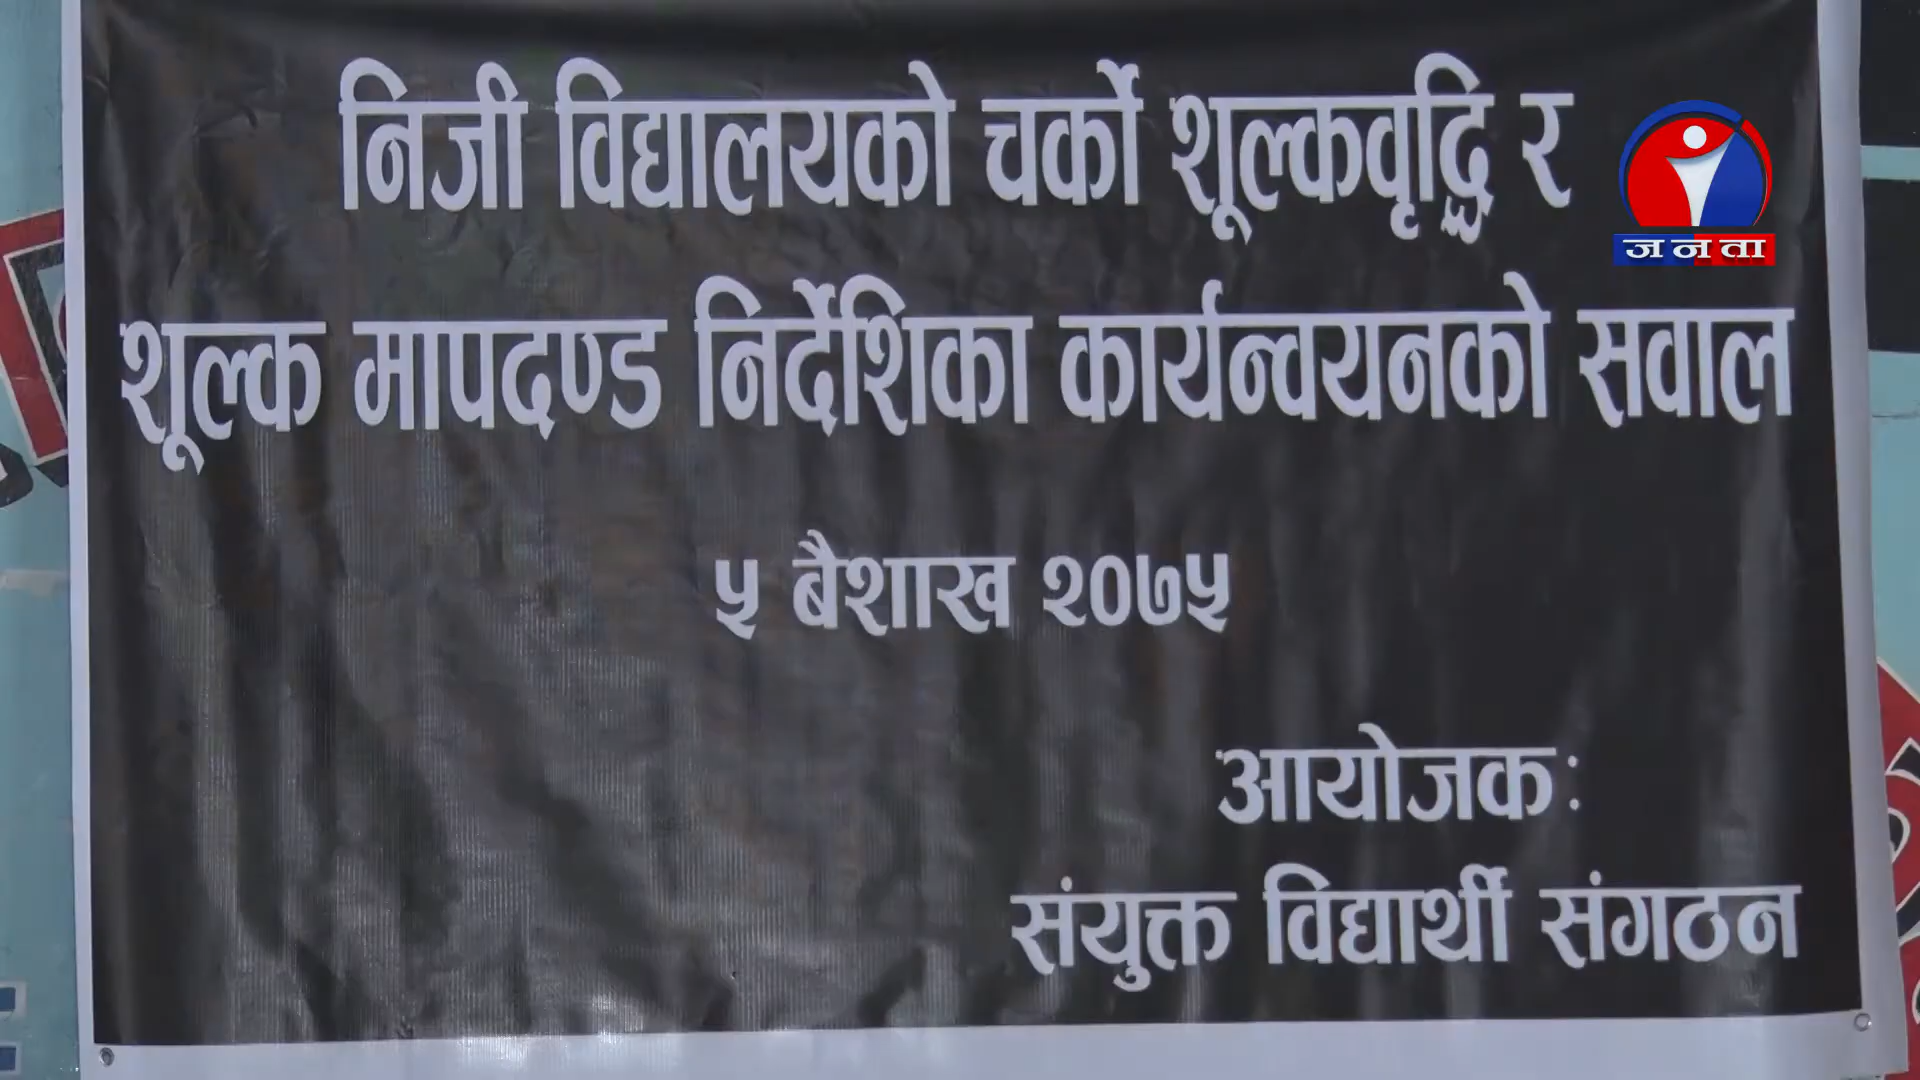 निजी विद्यालयको चर्को शूल्कवृद्धि र
शूल्क मापदण्ड निर्देशिका कार्यन्वयनको सवाल
५ बैशाख २०७५
आयोजक:
संयुक्त विद्यार्थी संगठन
जनता